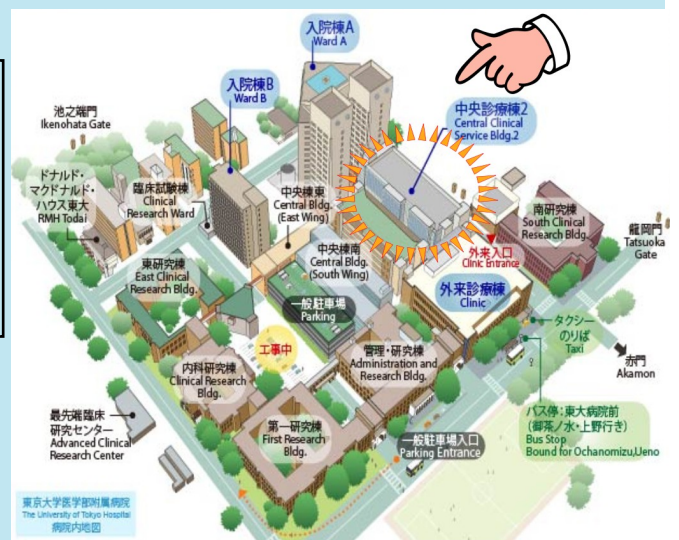 入院棟A
Ward A
入院棟B
Ward B
中央診療棟2
Central Clinical
Service Bldg.2
池之端門
Ikenohata Gate
ドナルド・
マクドナルド・
ハウス東大
RMH Todai
臨床試験棟
Clinical
Research Ward
中央棟東
Central Bldg.
(East Wing)
南研究棟
South Clinical
Research Bldg.
龍岡門
Tatsuoka
Gate
外来入口
Clinic Entrance
東研究棟
East Clinical
Research Bldg.
中央棟南
Central Bldg.
(South Wing)
外来診療棟
Clinic
一般駐車場
Parking
タクシー
のりば
Taxi
赤門
Akamon
工事中
内科研究棟
Clinical Research
Bldg.
管理・研究棟
Administration and
Research Bldg.
最先端臨床
研究センター
Advanced Clinical
Research Center
第一研究棟
First Research
Bldg.
一般駐車場入口
Parking Entrance
バス停:東大病院前
(御茶ノ水・上野行き)
Bus Stop
Bound for Ochanomizu,Ueno
東京大学医学部附属病院
The University of Tokyo Hospital
病院内地図